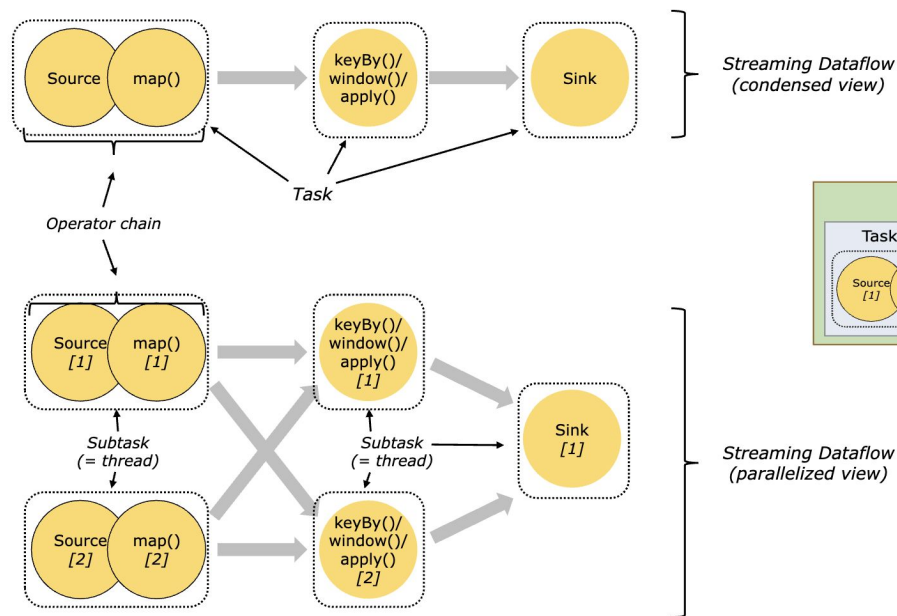 Source
map()
keyBy()/
window()/
apply()
Sink
Streaming Dataflow
(condensed view)
Task
Operator chain
Task
Source
[1]
Source
[1]
map()
[1]
keyBy()/
window()/
apply()
[1]
Subtask
(= thread)
Subtask
(= thread)
Sink
[1]
Streaming Dataflow
(parallelized view)
Source
[2]
map()
[2]
keyBy()/
window()/
apply()
[2]